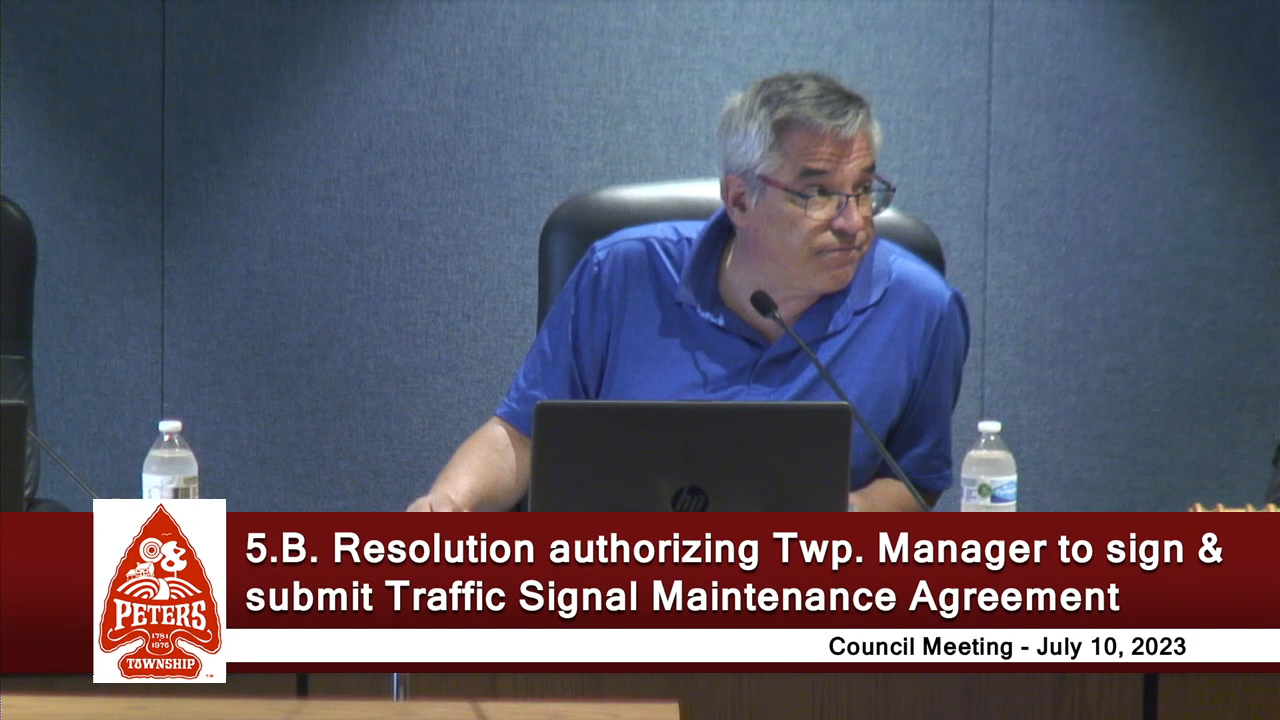 hp
5.B. Resolution authorizing Twp. Manager to sign &
submit Traffic Signal Maintenance Agreement
Council Meeting - July 10, 2023
PETERS
1781
1976
TOWNSHIP